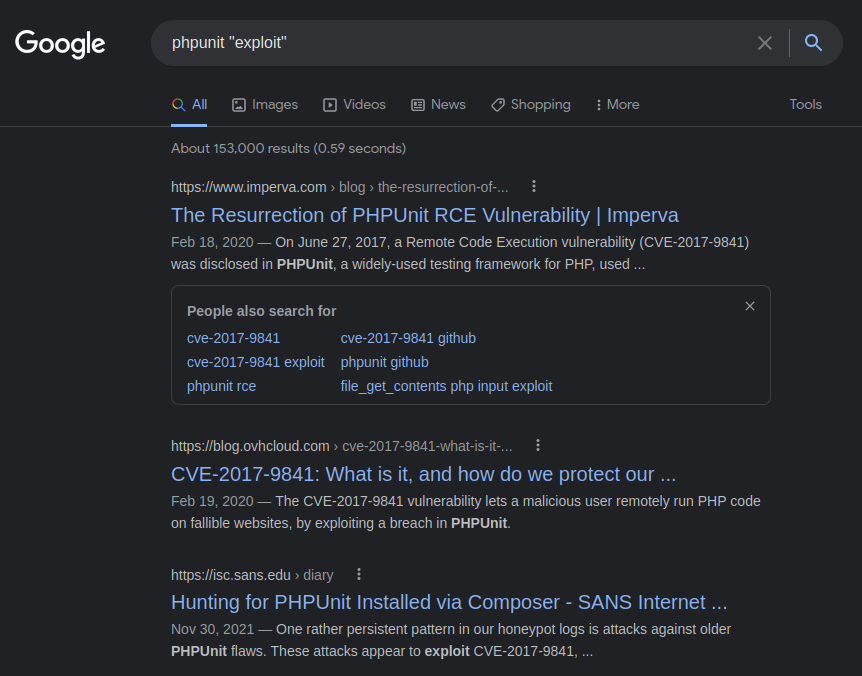 Google
phpunit "exploit"
All Images Videos News Shopping More Tools
About 153,000 results (0.59 seconds)
https://www.imperva.com › blog › the-resurrection-of-...
The Resurrection of PHPUnit RCE Vulnerability | Imperva
Feb 18, 2020 — On June 27, 2017, a Remote Code Execution vulnerability (CVE-2017-9841)
was disclosed in PHPUnit, a widely-used testing framework for PHP, used ...
People also search for
cve-2017-9841 cve-2017-9841 github
cve-2017-9841 exploit phpunit github
phpunit rce file_get_contents php input exploit
https://blog.ovhcloud.com › cve-2017-9841-what-is-it-...
CVE-2017-9841: What is it, and how do we protect our ...
Feb 19, 2020 — The CVE-2017-9841 vulnerability lets a malicious user remotely run PHP code
on fallible websites, by exploiting a breach in PHPUnit.
https://isc.sans.edu › diary
Hunting for PHPUnit Installed via Composer - SANS Internet ...
Nov 30, 2021 — One rather persistent pattern in our honeypot logs is attacks against older
PHPUnit flaws. These attacks appear to exploit CVE-2017-9841, ...